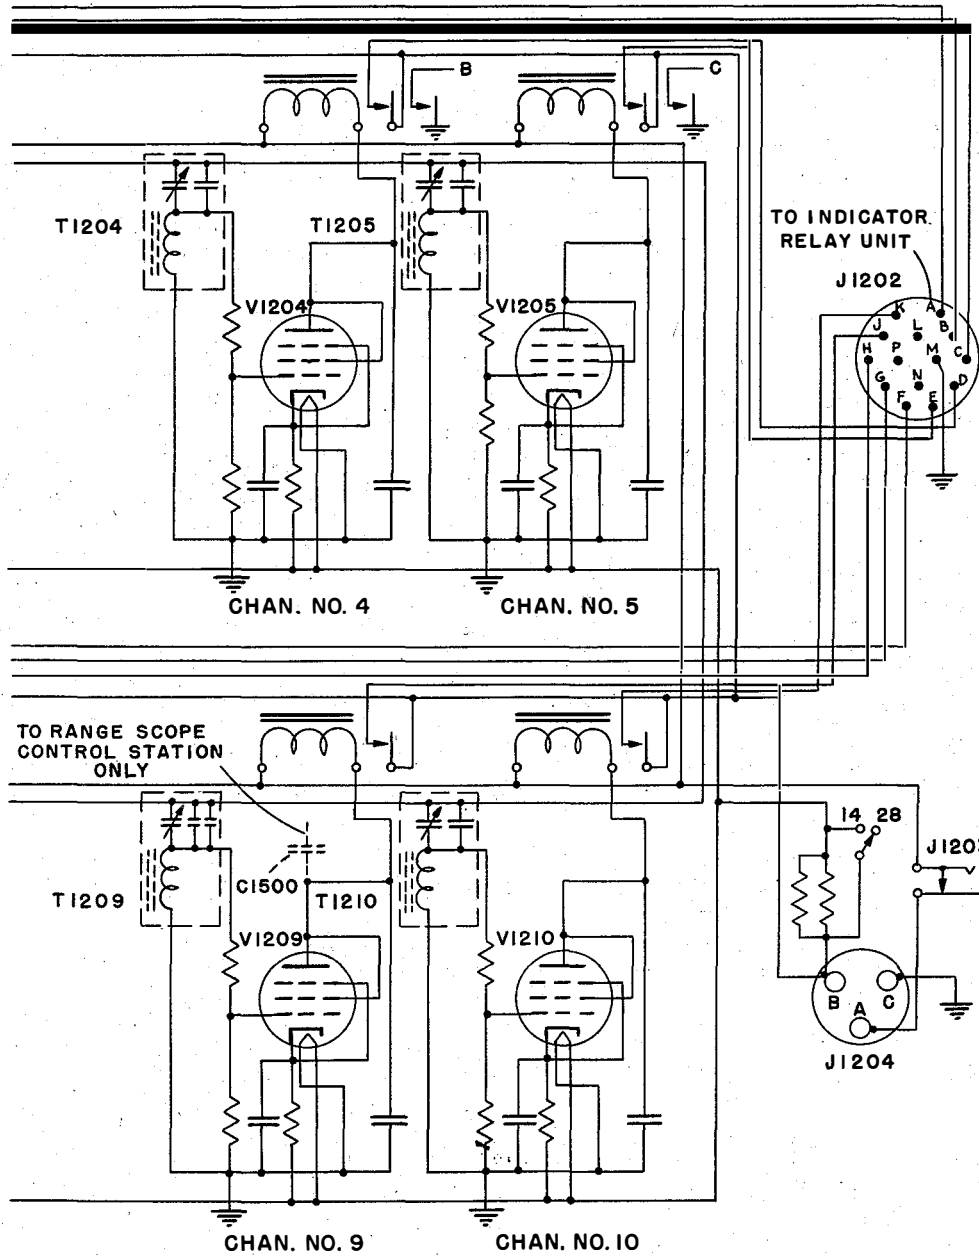 B
C
T1204
T1205
TO INDICATOR
RELAY UNIT
J1202
V1204
V1205
K
A
J
L
B
H
P
M
C
G
N
D
F
E
CHAN. NO. 4
CHAN. NO. 5
TO RANGE SCOPE
CONTROL STATION
ONLY
14 28
J1203
C1500
T1209
T1210
V1209
V1210
B
C
A
J1204
CHAN. NO. 9
CHAN. NO. 10